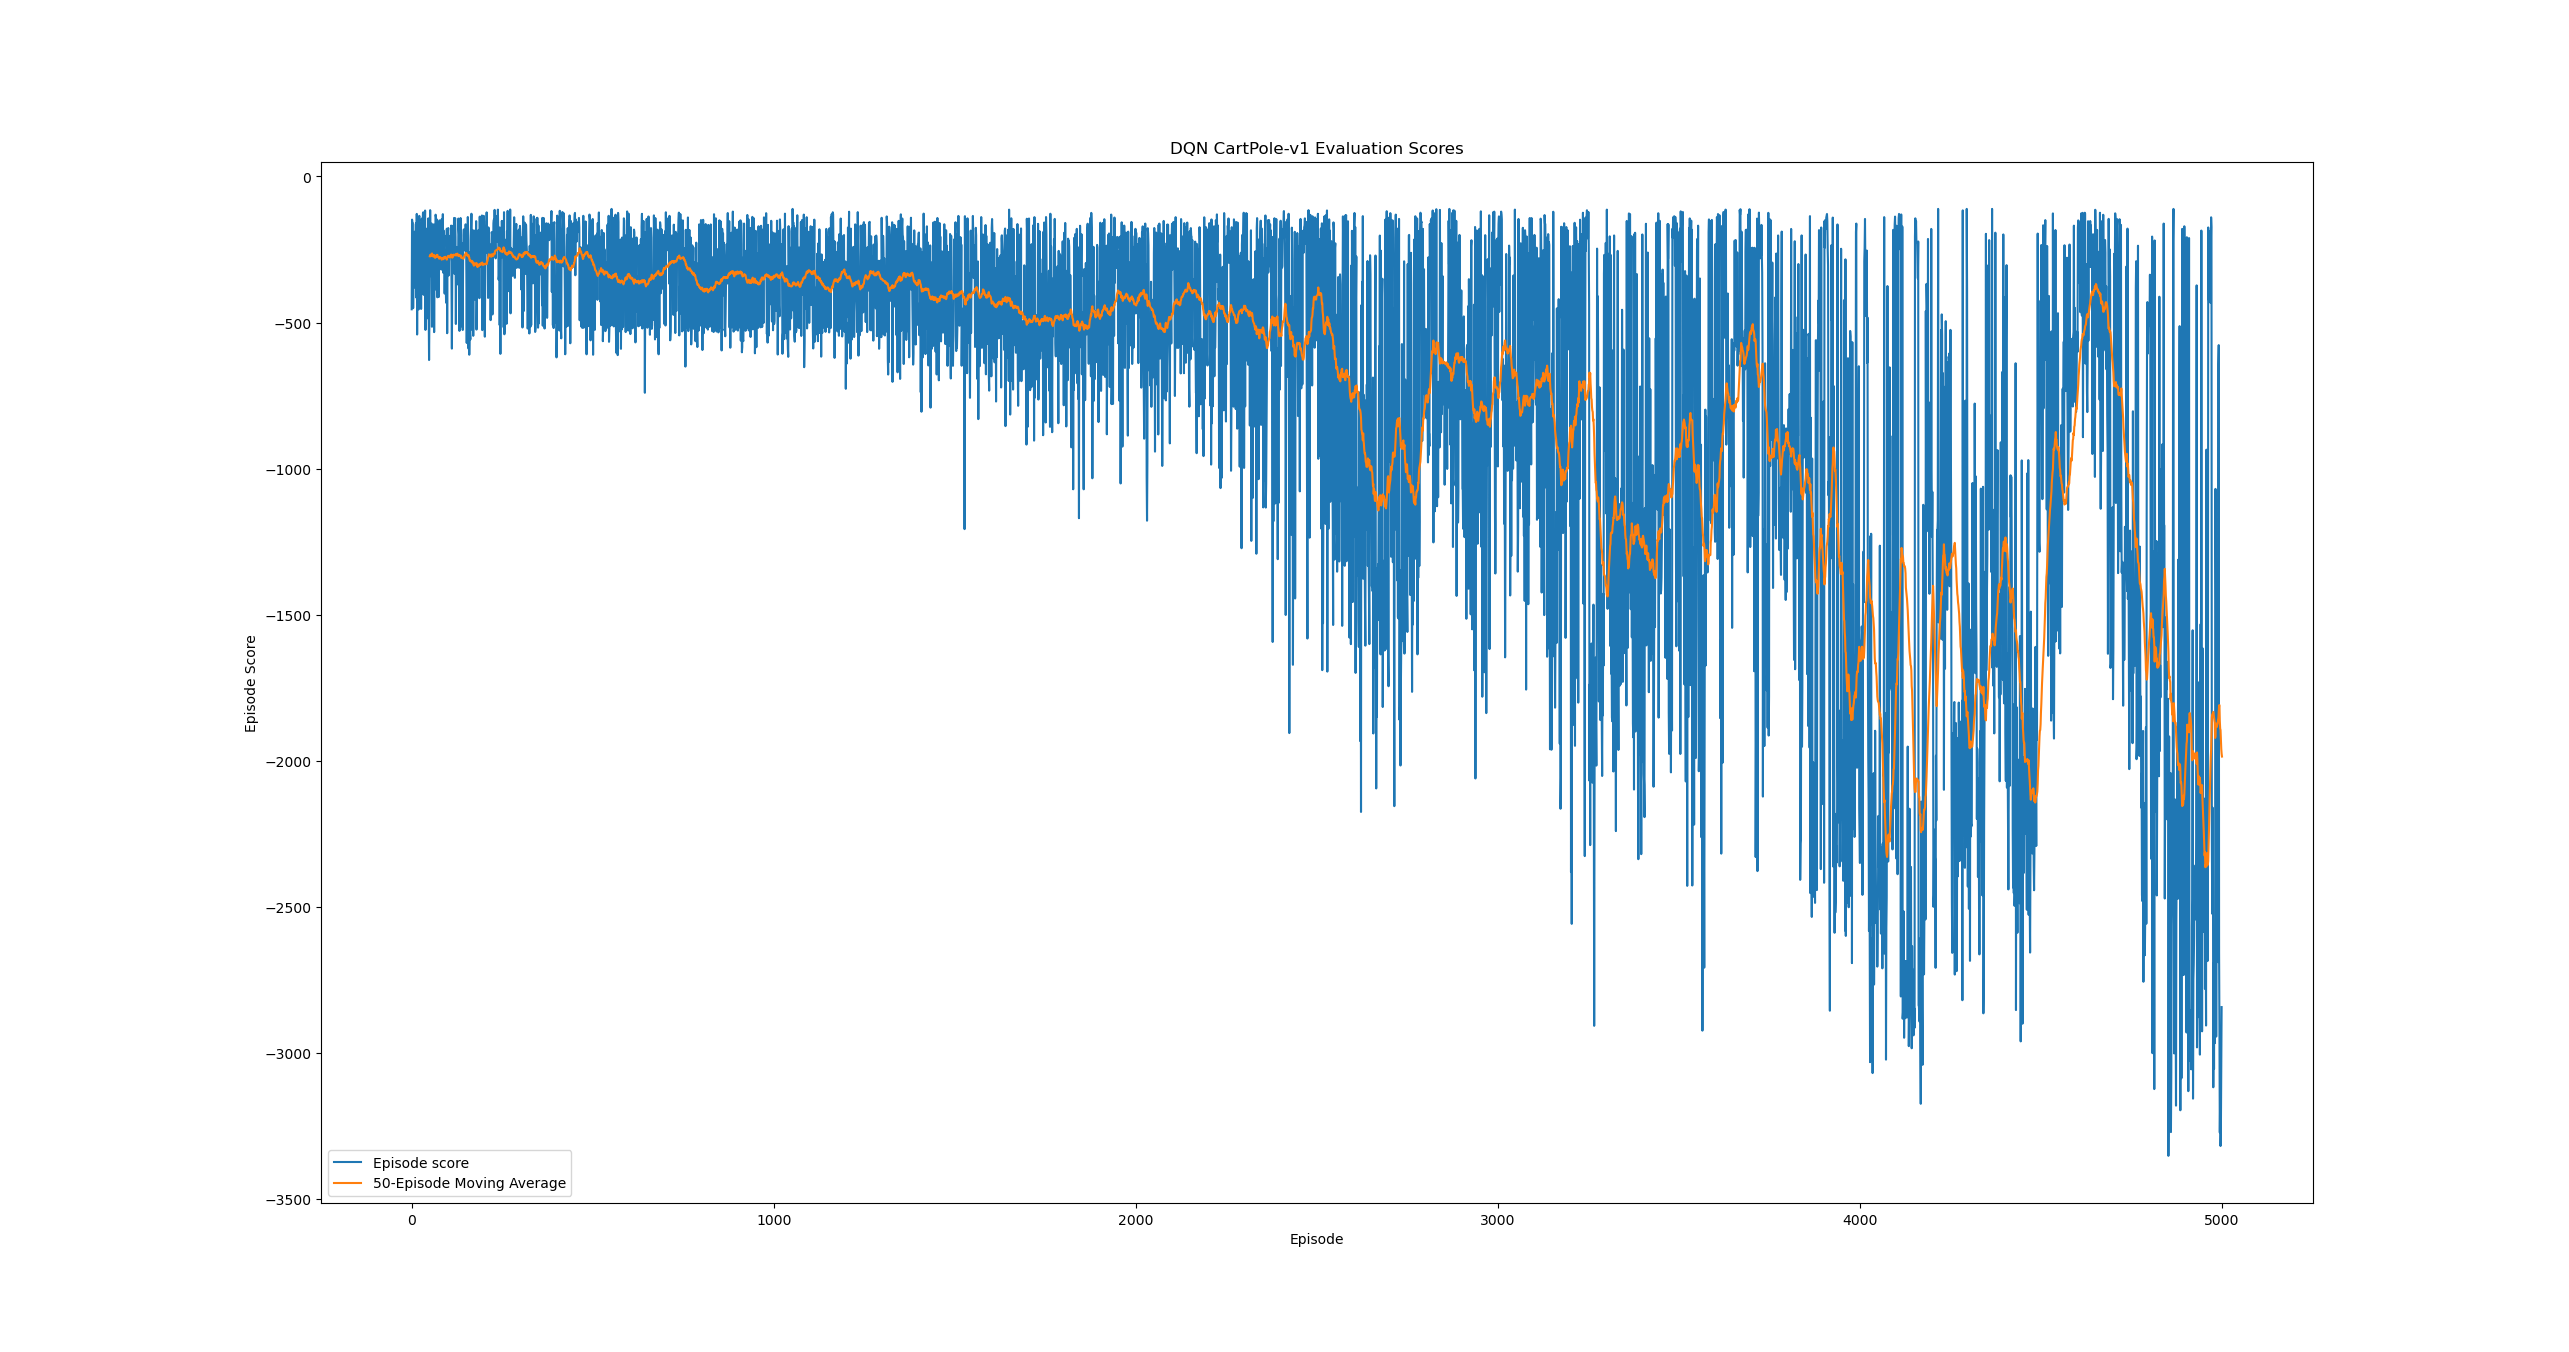 DQN CartPole-v1 Evaluation Scores
0
−500
−1000
−1500
−2000
−2500
−3000
−3500
Episode Score
Episode score
50-Episode Moving Average
0
1000
2000
3000
4000
5000
Episode